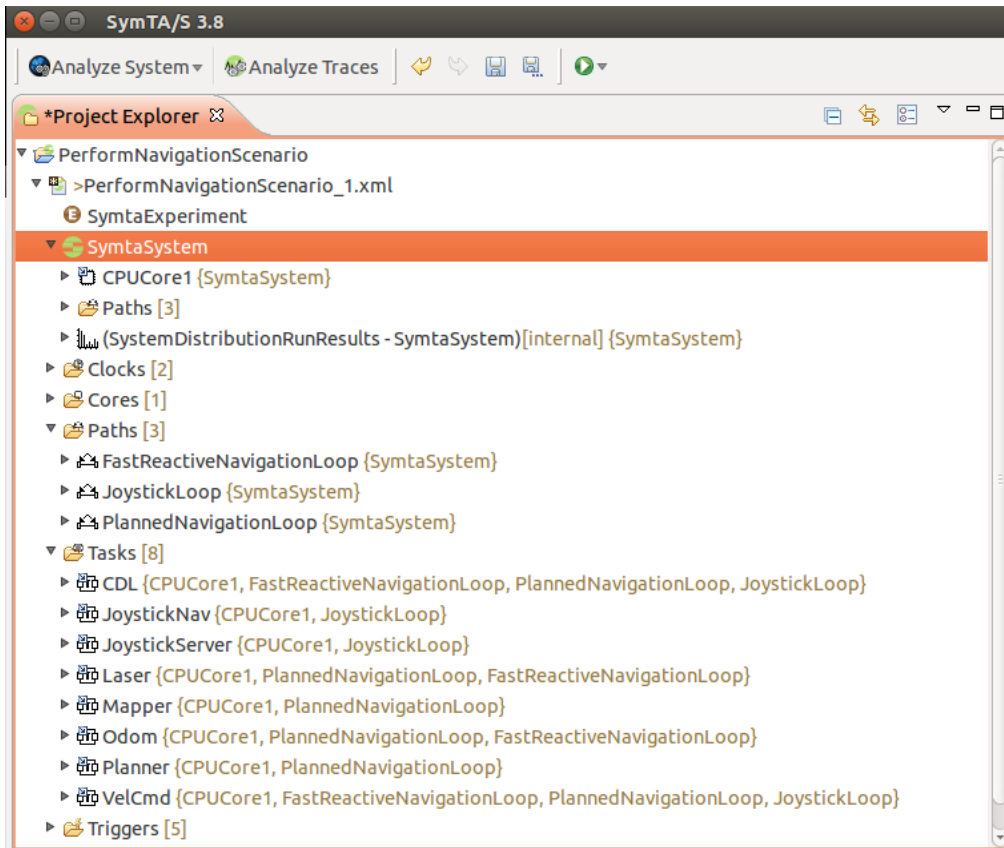 SymTA/S 3.8
Analyze System Analyze Traces
*Project Explorer
PerformNavigationScenario
>PerformNavigationScenario_1.xml
E SymtaExperiment
SymtaSystem
CPUCore1 {SymtaSystem}
Paths [3]
(SystemDistributionRunResults - SymtaSystem)[internal] {SymtaSystem}
Clocks [2]
Cores [1]
Paths [3]
FastReactiveNavigationLoop {SymtaSystem}
JoystickLoop {SymtaSystem}
PlannedNavigationLoop {SymtaSystem}
Tasks [8]
CDL {CPUCore1, FastReactiveNavigationLoop, PlannedNavigationLoop, JoystickLoop}
JoystickNav {CPUCore1, JoystickLoop}
JoystickServer {CPUCore1, JoystickLoop}
Laser {CPUCore1, PlannedNavigationLoop, FastReactiveNavigationLoop}
Mapper {CPUCore1, PlannedNavigationLoop}
Odom {CPUCore1, PlannedNavigationLoop, FastReactiveNavigationLoop}
Planner {CPUCore1, PlannedNavigationLoop}
VelCmd {CPUCore1, FastReactiveNavigationLoop, PlannedNavigationLoop, JoystickLoop}
Triggers [5]